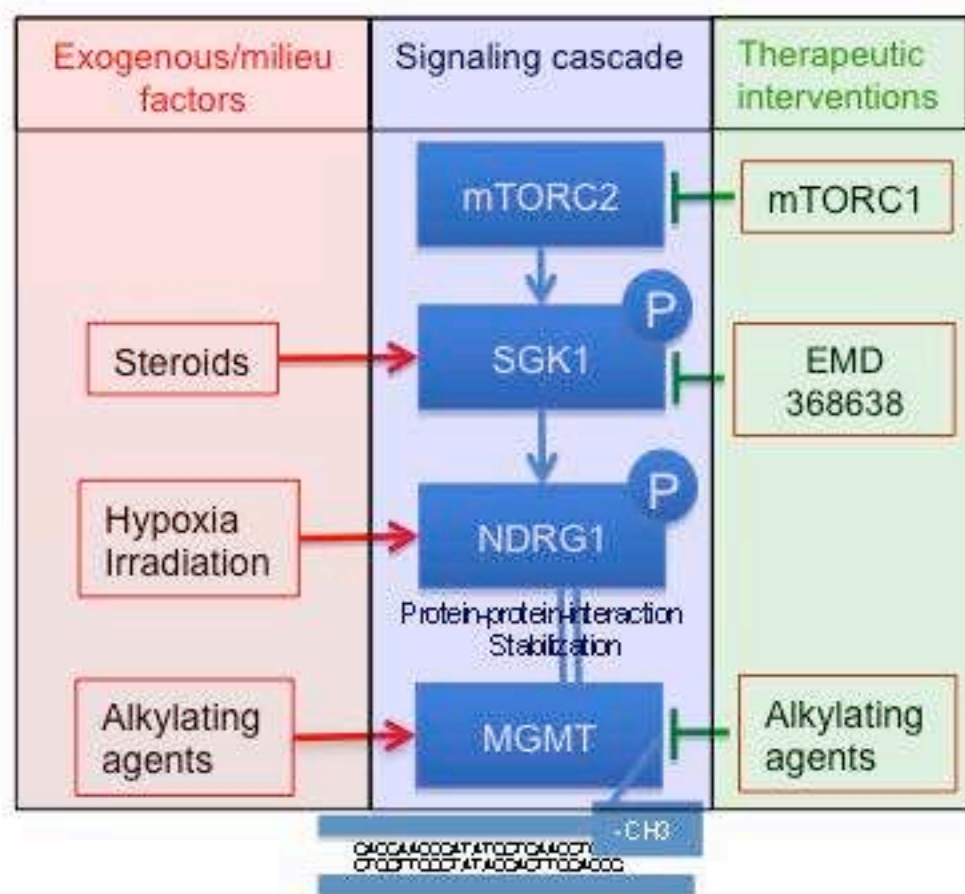 Exogenous/milieu
factors
Signaling cascade
Therapeutic
interventions
mTORC2
mTORC1
P
Steroids
SGK1
EMD
368638
P
Hypoxia
Irradiation
NDRG1
Protein-protein-interaction
Stabilization
Alkylating
agents
MGMT
Alkylating
agents
-CH3